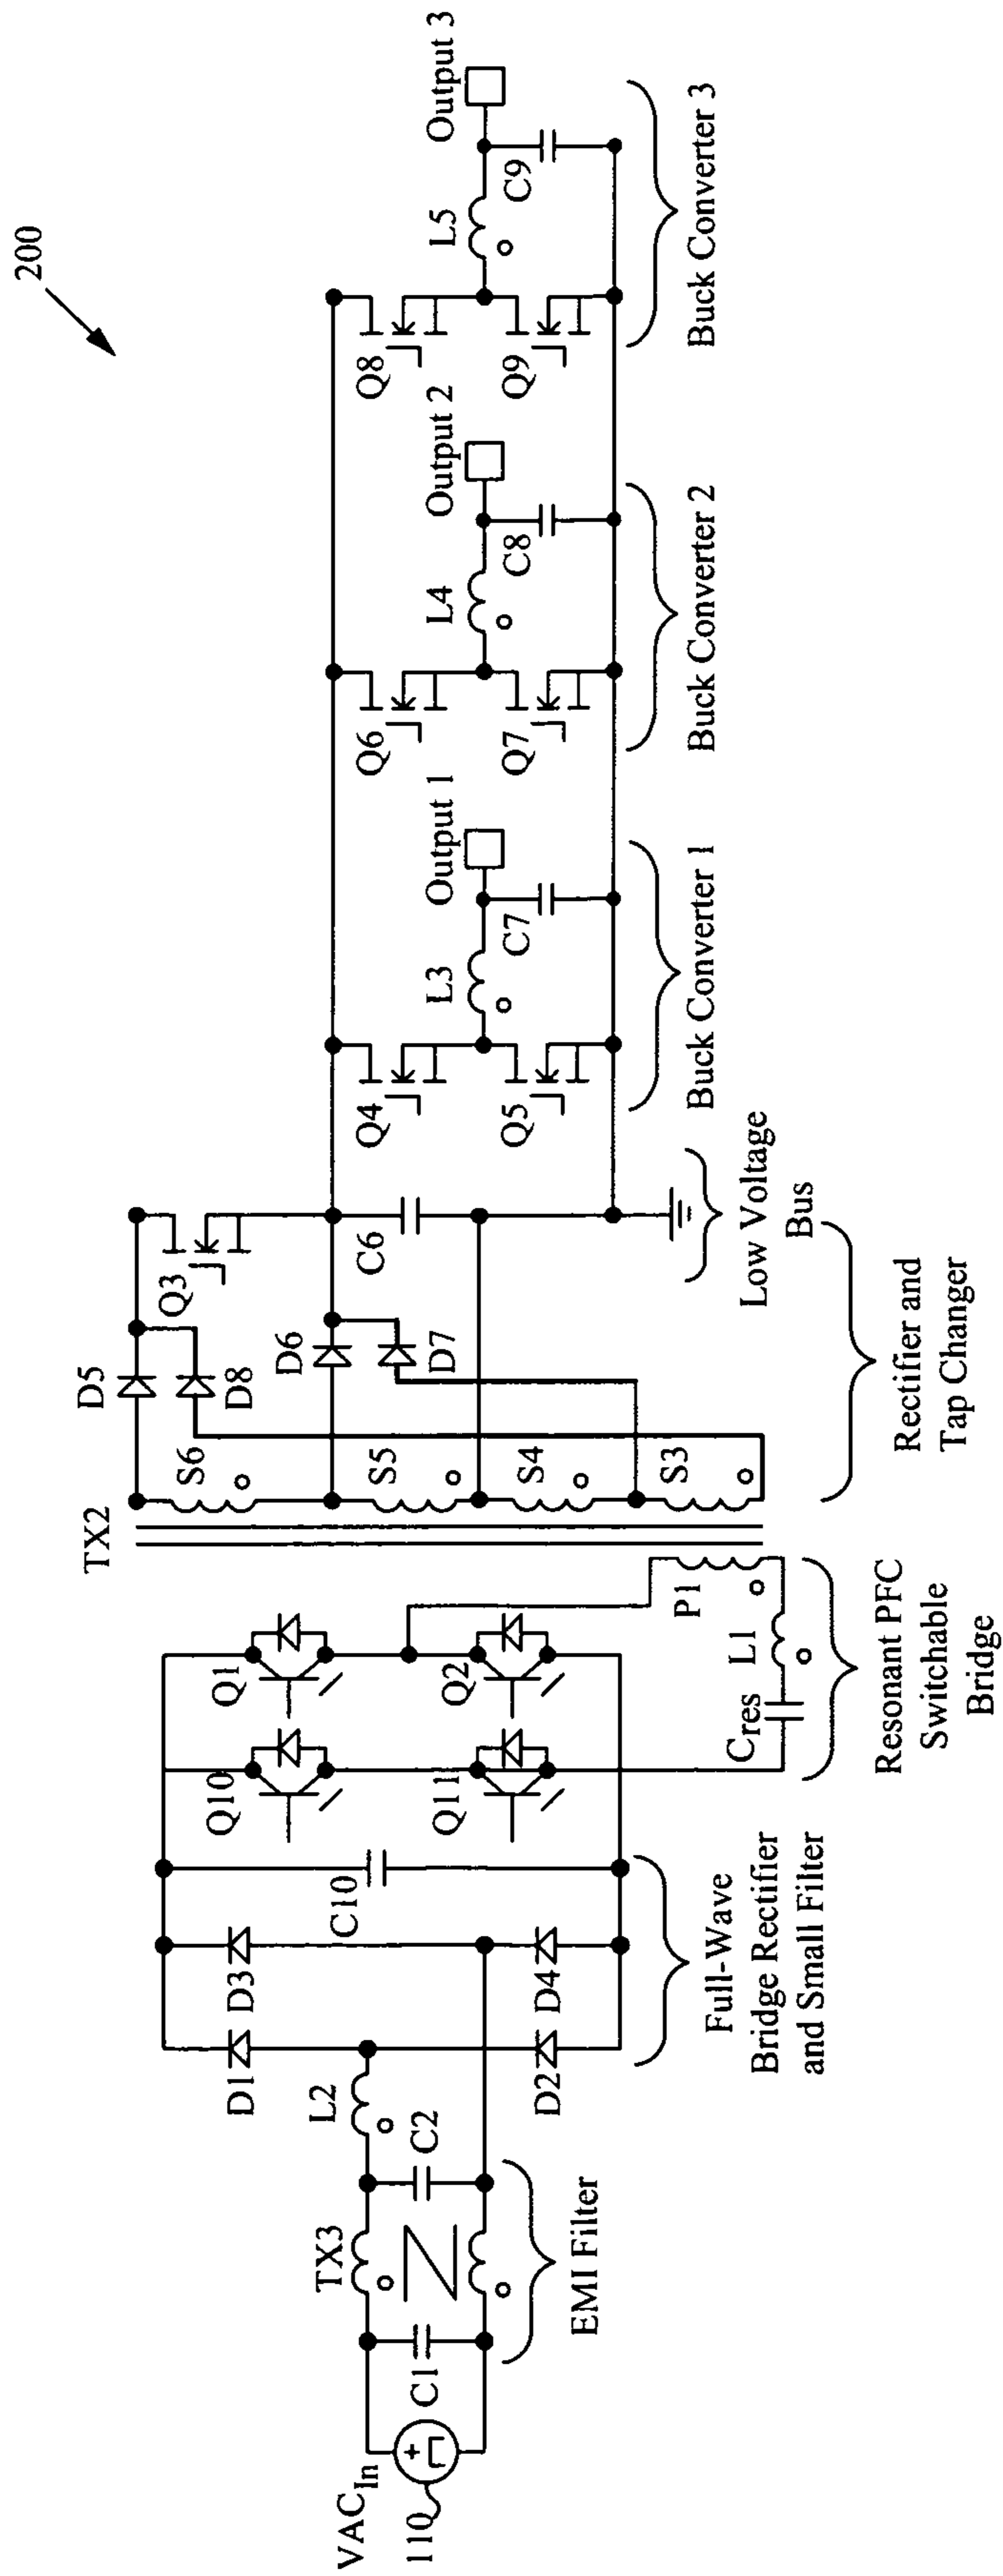 200
VAC In
110
C1
TX3
C2
L2
EMI Filter
D1
D3
D2
D4
C10
Full-Wave
Bridge Rectifier
and Small Filter
Q10
Q1
Q11
Q2
Cres
L1
P1
Resonant PFC
Switchable
Bridge
TX2
S6
S5
S4
S3
D5
D8
D6
D7
Q3
C6
Rectifier and
Tap Changer
Low Voltage
Bus
Q4
Q5
L3
C7
Output 1
Buck Converter 1
Q6
Q7
L4
C8
Output 2
Buck Converter 2
Q8
Q9
L5
C9
Output 3
Buck Converter 3